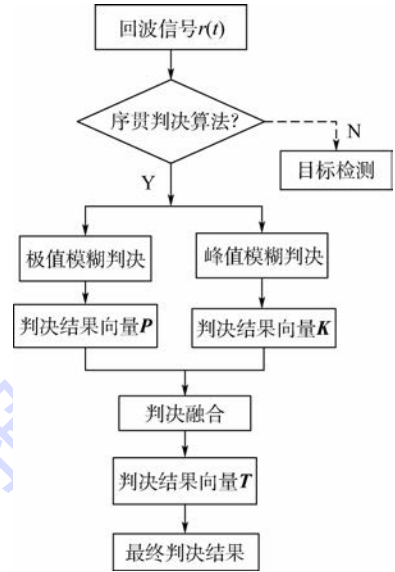 回波信号r(t)
序贯判决算法?
N
目标检测
Y
极值模糊判决
峰值模糊判决
判决结果向量P
判决结果向量K
判决融合
判决结果向量T
最终判决结果